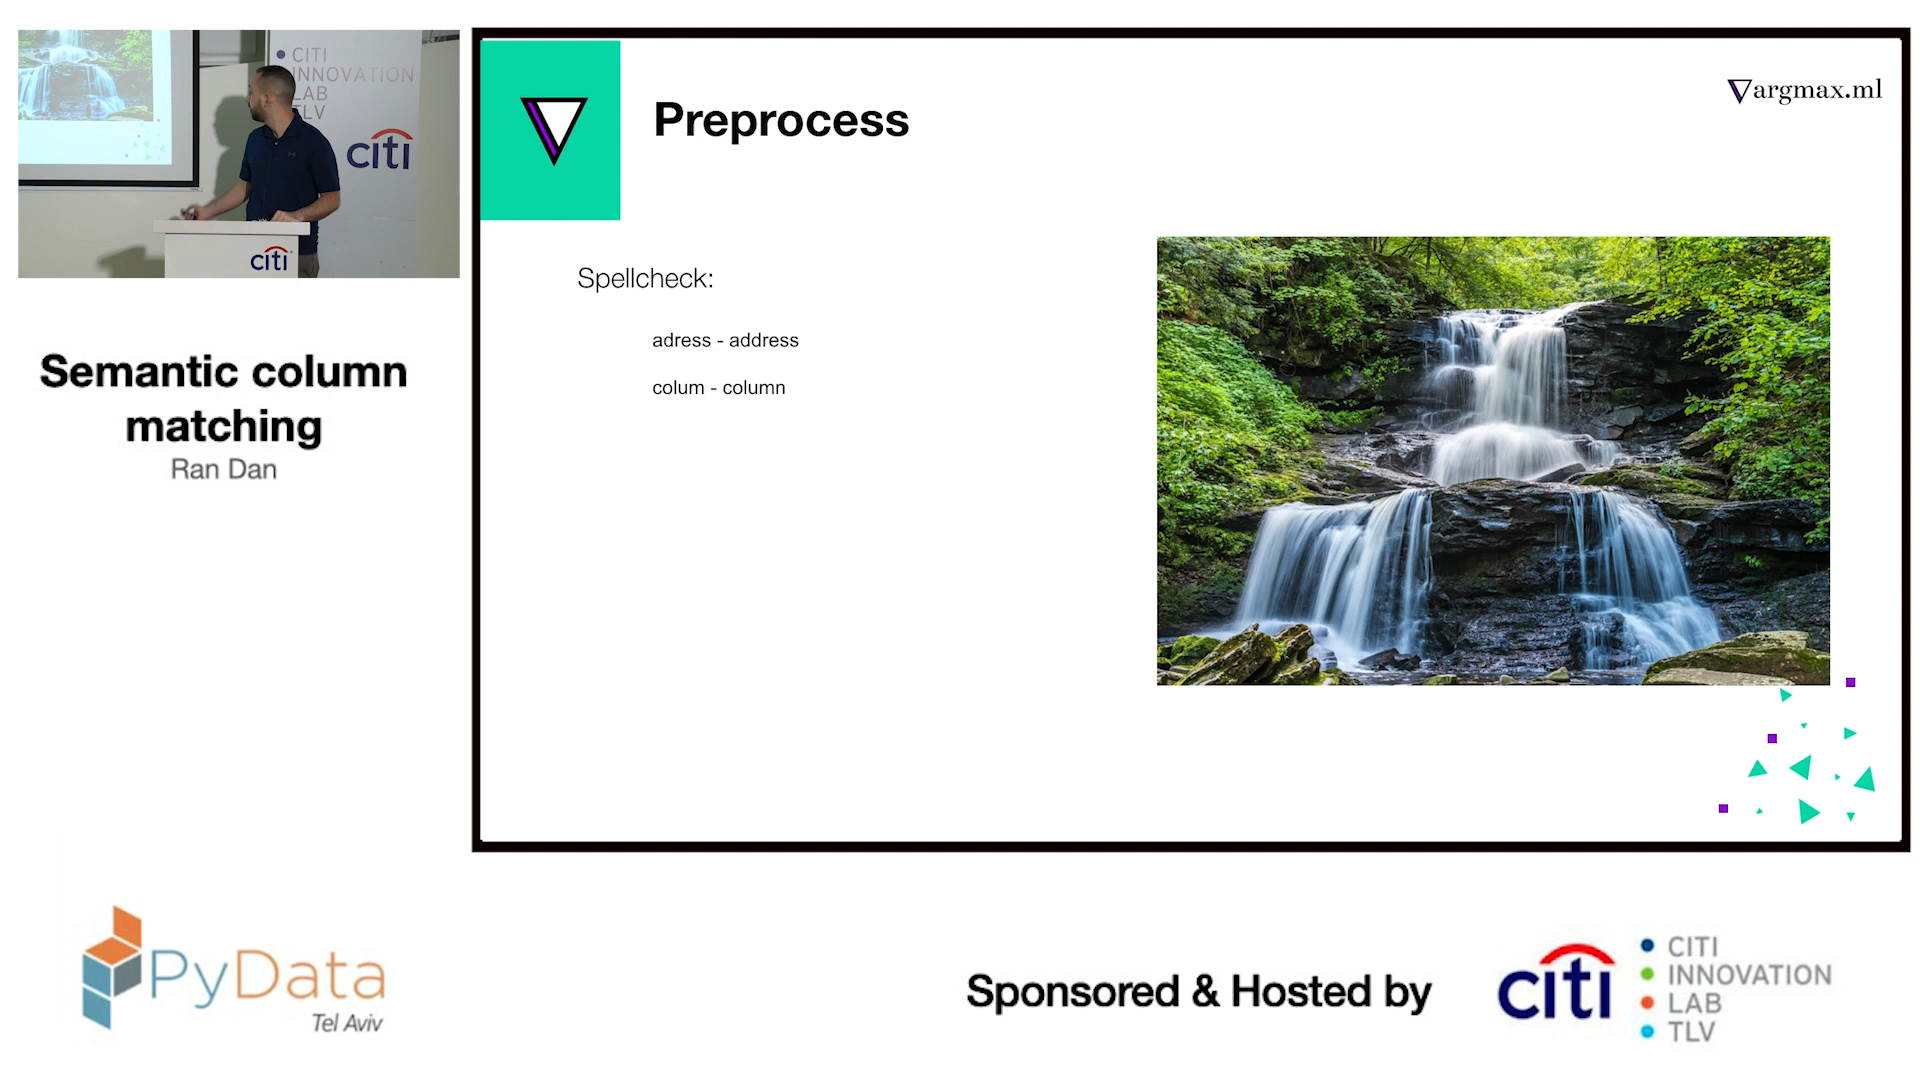 CITI
INNOVATION
LAB
TLV
citi
citi
Semantic column
matching
Ran Dan
Preprocess
argmax.ml
Spellcheck:
adress - address
colum - column
PyData
Tel Aviv
Sponsored & Hosted by
citi
CITI
INNOVATION
LAB
TLV